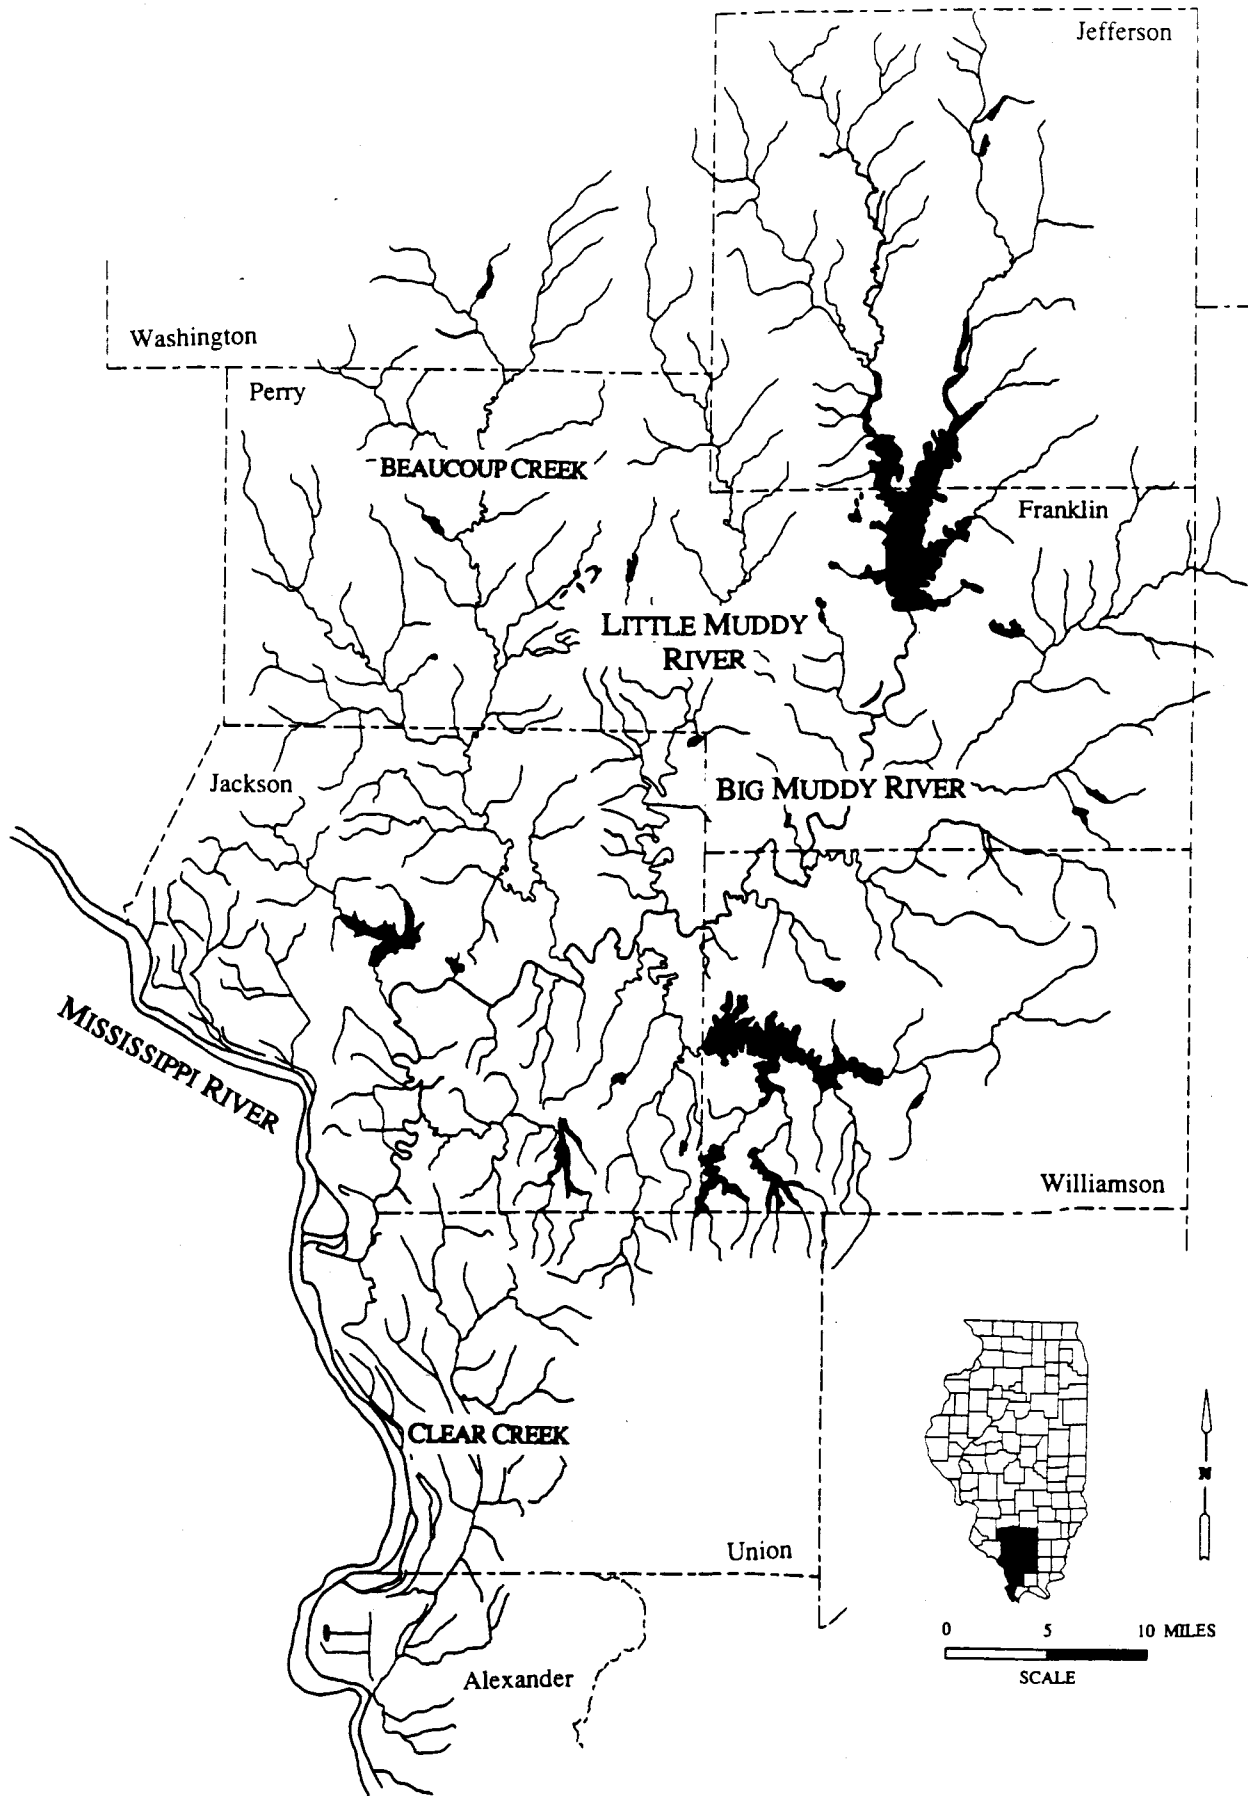 Jefferson
Washington
Perry
BEAUCOUP CREEK
Franklin
LITTLE MUDDY
RIVER
Jackson
BIG MUDDY RIVER
MISSISSIPPI RIVER
Williamson
CLEAR CREEK
N
Union
0 5 10 MILES
SCALE
Alexander